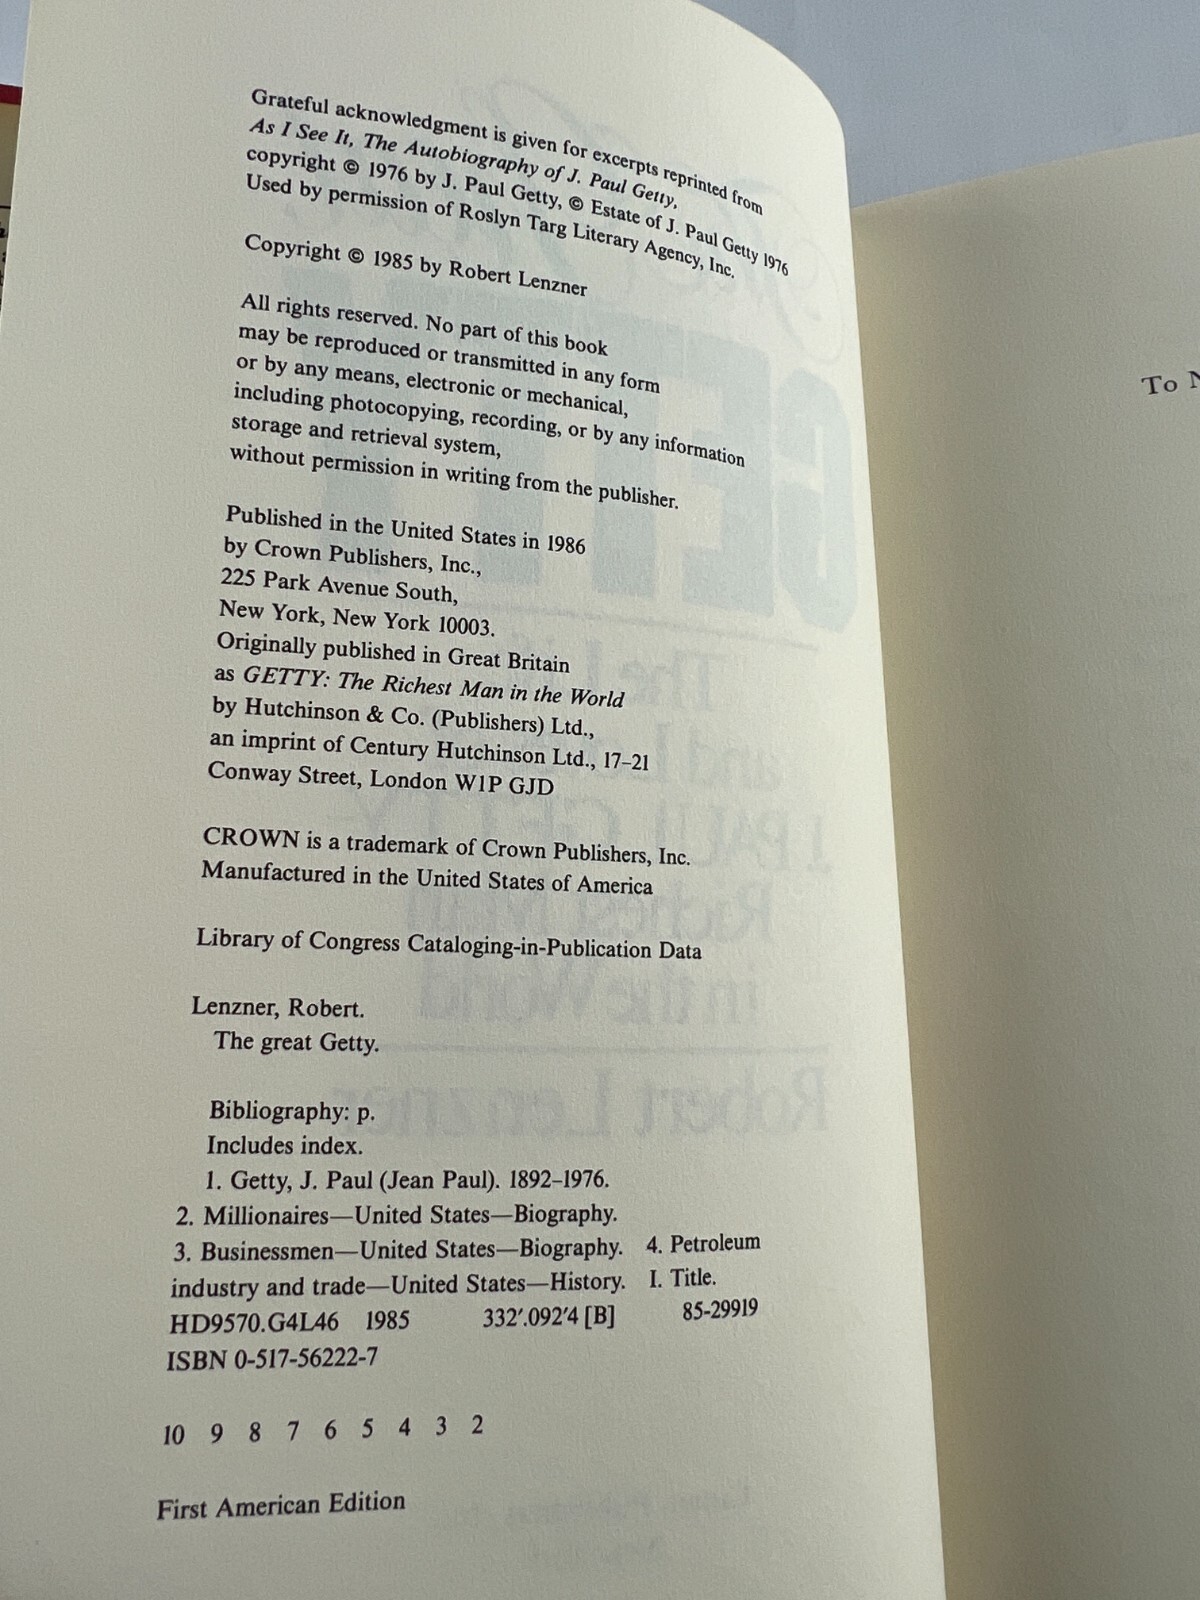 Grateful acknowledgment is given for excerpts reprinted from
As I See It, The Autobiography of J. Paul Getty,
copyright © 1976 by J. Paul Getty, © Estate of J. Paul Getty 1976
Used by permission of Roslyn Targ Literary Agency, Inc.
Copyright © 1985 by Robert Lenzner
All rights reserved. No part of this book
may be reproduced or transmitted in any form
or by any means, electronic or mechanical,
including photocopying, recording, or by any information
storage and retrieval system,
without permission in writing from the publisher.
Published in the United States in 1986
by Crown Publishers, Inc.,
225 Park Avenue South,
New York, New York 10003.
Originally published in Great Britain
as GETTY: The Richest Man in the World
by Hutchinson & Co. (Publishers) Ltd.,
an imprint of Century Hutchinson Ltd., 17–21
Conway Street, London W1P GJD
CROWN is a trademark of Crown Publishers, Inc.
Manufactured in the United States of America
Library of Congress Cataloging-in-Publication Data
Lenzner, Robert.
The great Getty.
Bibliography: p.
Includes index.
1. Getty, J. Paul (Jean Paul). 1892–1976.
2. Millionaires—United States—Biography.
3. Businessmen—United States—Biography. 4. Petroleum
industry and trade—United States—History. I. Title.
HD9570.G4L46 1985 332′.092′4 [B] 85-29919
ISBN 0-517-56222-7
10 9 8 7 6 5 4 3 2
First American Edition
To